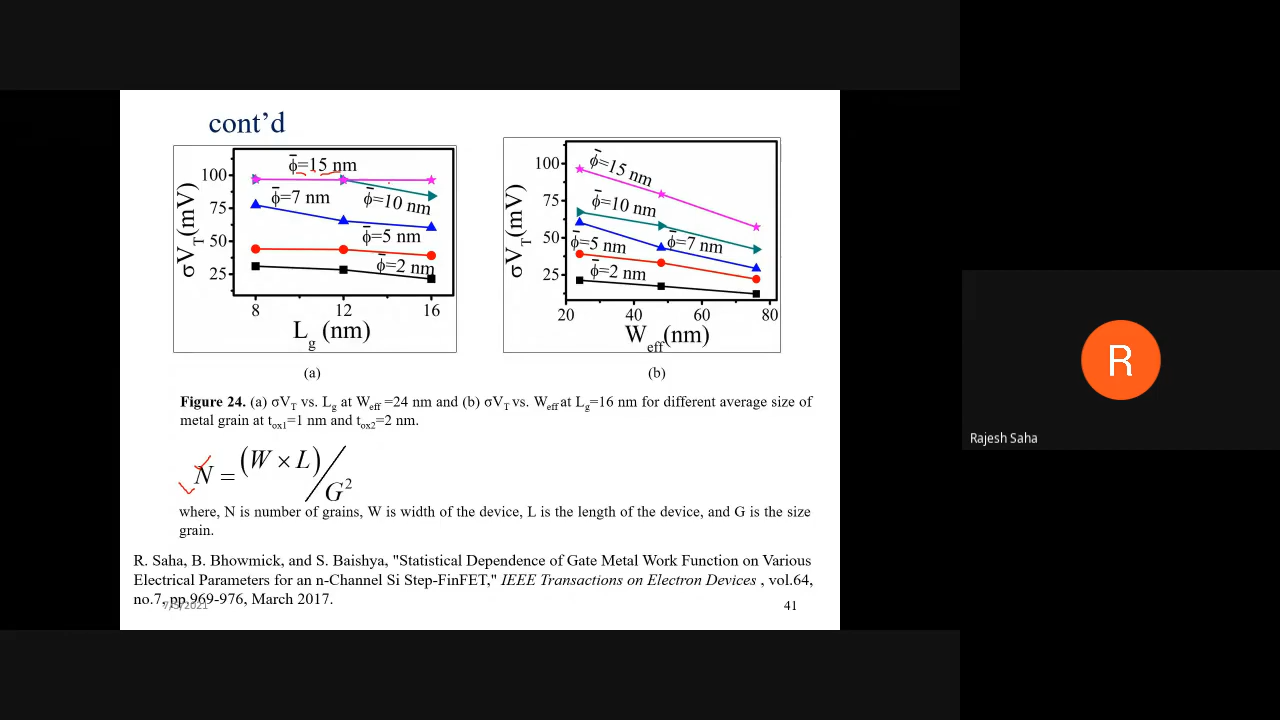 cont'd
ϕ̄=15 nm
100
ϕ̄=7 nm
ϕ̄=10 nm
75
ϕ̄=5 nm
50
ϕ̄=2 nm
25
σV_T(mV)
8 12 16
L_g (nm)
(a)
ϕ̄=15 nm
100
ϕ̄=10 nm
75
ϕ̄=5 nm
ϕ̄=7 nm
50
ϕ̄=2 nm
25
σV_T(mV)
20 40 60 80
W_eff(nm)
(b)
Figure 24. (a) σV_T vs. L_g at W_eff =24 nm and (b) σV_T vs. W_eff at L_g=16 nm for different average size of
metal grain at t_ox1=1 nm and t_ox2=2 nm.
N = (W × L)/G²
where, N is number of grains, W is width of the device, L is the length of the device, and G is the size
grain.
R. Saha, B. Bhowmick, and S. Baishya, "Statistical Dependence of Gate Metal Work Function on Various
Electrical Parameters for an n-Channel Si Step-FinFET," IEEE Transactions on Electron Devices , vol.64,
no.7, pp.969-976, March 2017.
41
R
Rajesh Saha